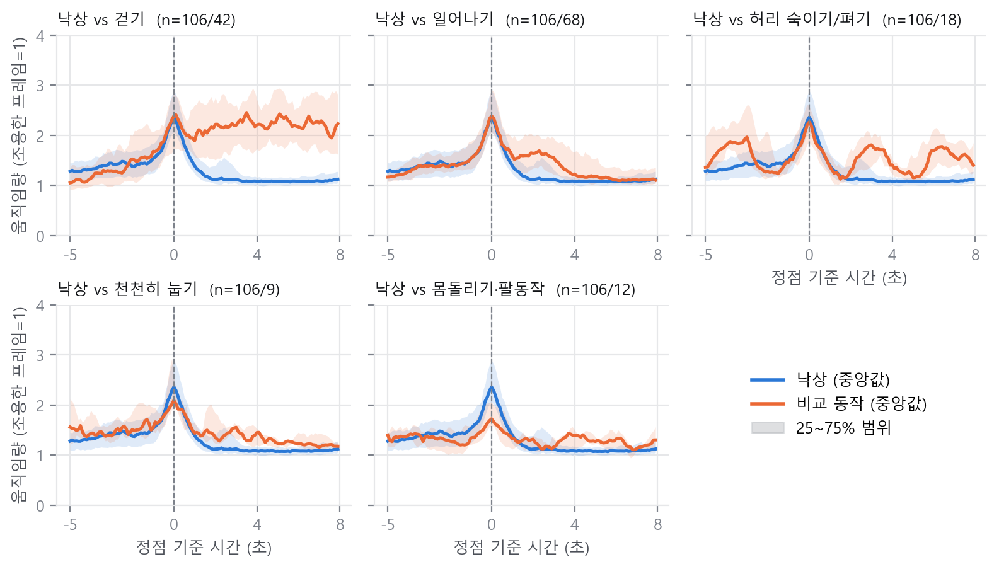 낙상 vs 걷기 (n=106/42)
낙상 vs 일어나기 (n=106/68)
낙상 vs 허리 숙이기/펴기 (n=106/18)
움직임량 (조용한 프레임=1)
4
3
2
1
0
-5 0 4 8
-5 0 4 8
-5 0 4 8
정점 기준 시간 (초)
낙상 vs 천천히 눕기 (n=106/9)
낙상 vs 몸돌리기·팔동작 (n=106/12)
움직임량 (조용한 프레임=1)
4
3
2
1
0
-5 0 4 8
-5 0 4 8
정점 기준 시간 (초)
정점 기준 시간 (초)
낙상 (중앙값)
비교 동작 (중앙값)
25~75% 범위